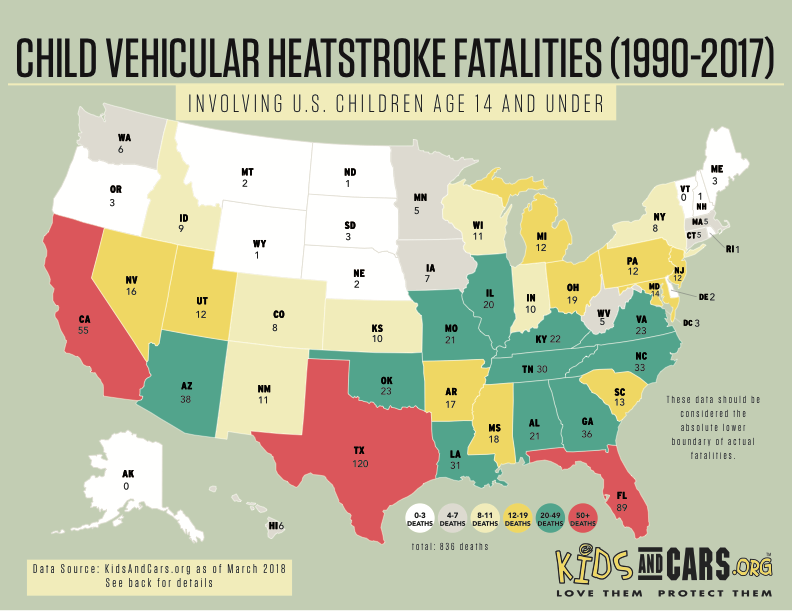 CHILD VEHICULAR HEATSTROKE FATALITIES (1990-2017)
INVOLVING U.S. CHILDREN AGE 14 AND UNDER
WA
6
OR
3
ID
9
MT
2
ND
1
SD
3
WY
1
NE
2
MN
5
IA
7
WI
11
MI
12
ME
3
VT
0
1
NH
MA 5
CT 5
RI 1
NY
8
PA
12
NJ
12
MD
14
DE 2
DC 3
CA
55
NV
16
UT
12
CO
8
KS
10
MO
21
IL
20
IN
10
OH
19
WV
5
VA
23
KY 22
NC
33
TN 30
SC
13
AZ
38
NM
11
OK
23
AR
17
MS
18
AL
21
GA
36
TX
120
LA
31
FL
89
AK
0
HI 6
These data should be
considered the
absolute lower
boundary of actual
fatalities.
0-3
DEATHS
4-7
DEATHS
8-11
DEATHS
12-19
DEATHS
20-49
DEATHS
50+
DEATHS
total: 836 deaths
Data Source: KidsAndCars.org as of March 2018
See back for details
KiDS AND CARS.ORG™
LOVE THEM PROTECT THEM